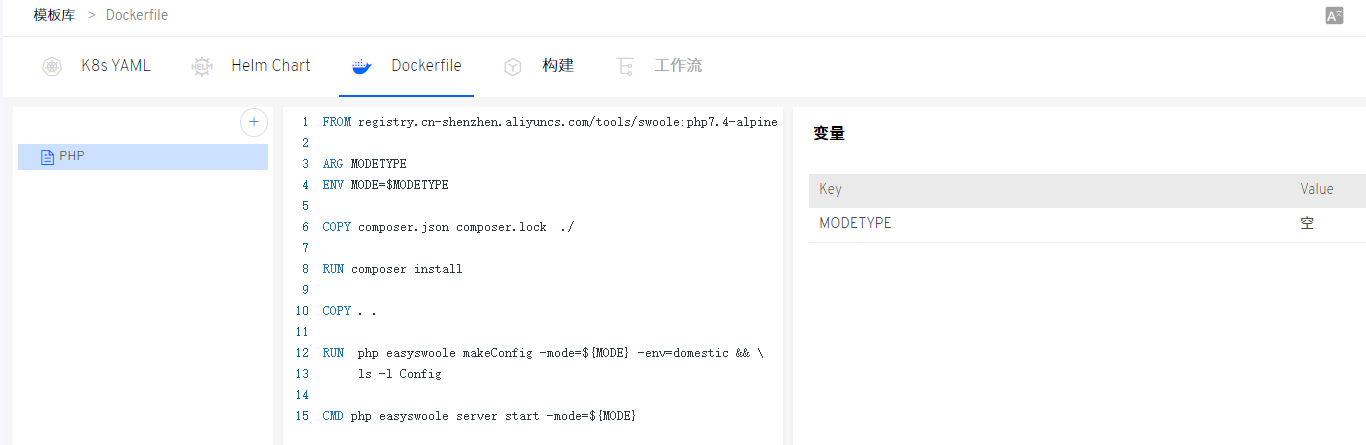 模板库 > Dockerfile
K8s YAML Helm Chart Dockerfile 构建 工作流
PHP
1 FROM registry.cn-shenzhen.aliyuncs.com/tools/swoole:php7.4-alpine
2
3 ARG MODETYPE
4 ENV MODE=$MODETYPE
5
6 COPY composer.json composer.lock  ./
7
8 RUN composer install
9
10 COPY . .
11
12 RUN  php easyswoole makeConfig -mode=${MODE} -env=domestic && \
13      ls -l Config
14
15 CMD php easyswoole server start -mode=${MODE}
变量
Key Value
MODETYPE 空